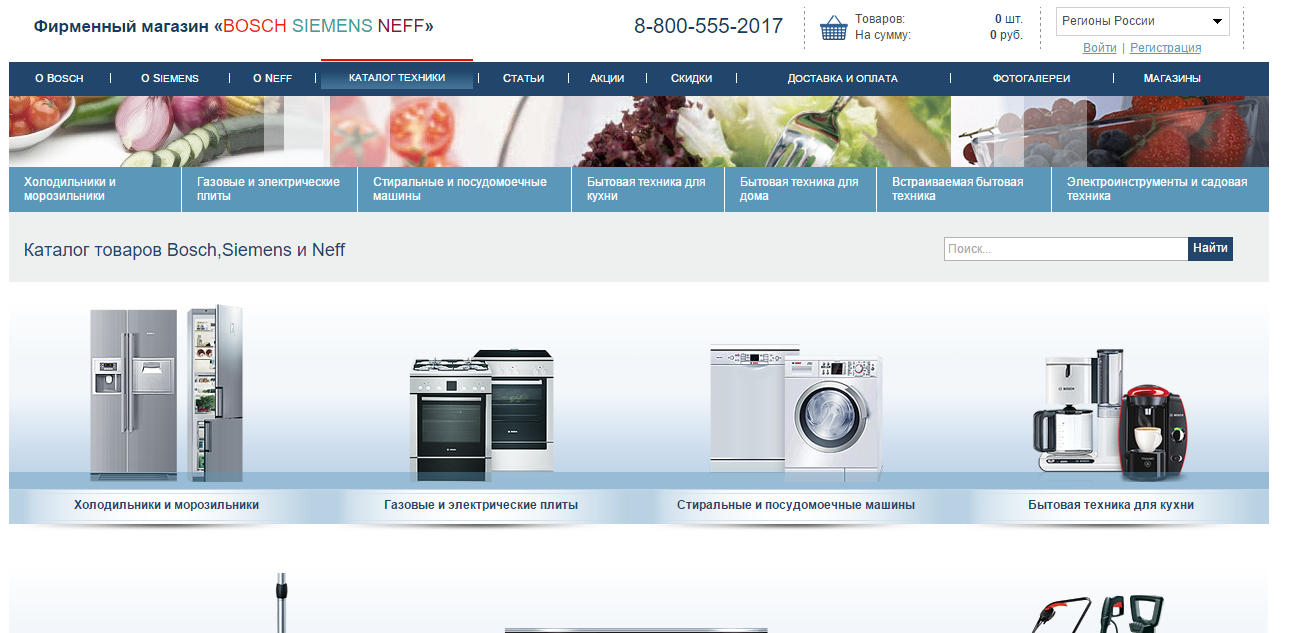 Фирменный магазин «BOSCH SIEMENS NEFF»
8-800-555-2017
Товаров: 0 шт.
На сумму: 0 руб.
Регионы России
Войти | Регистрация
О Bosch | О Siemens | О Neff | каталог техники | Статьи | Акции | Скидки | Доставка и оплата | Фотогалереи | Магазины
Холодильники и
морозильники
Газовые и электрические
плиты
Стиральные и посудомоечные
машины
Бытовая техника для
кухни
Бытовая техника для
дома
Встраиваемая бытовая
техника
Электроинструменты и садовая
техника
Каталог товаров Bosch,Siemens и Neff
Поиск...
Найти
Холодильники и морозильники
Газовые и электрические плиты
Стиральные и посудомоечные машины
Бытовая техника для кухни